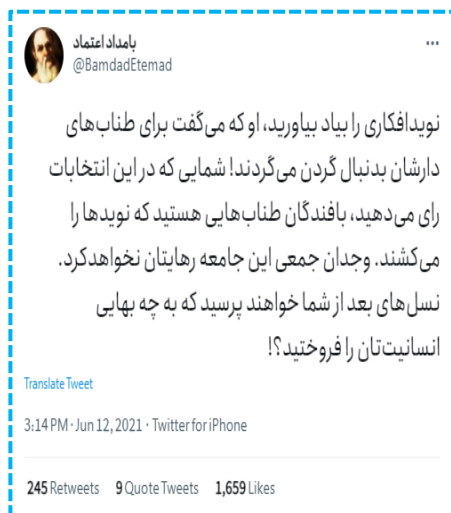 بامداد اعتماد
@BamdadEtemad
نویدافکاری را بیاد بیاورید، او که می‌گفت برای طناب‌های
دارشان بدنبال گردن می‌گردند! شمایی که در این انتخابات
رای می‌دهید، بافندگان طناب‌هایی هستید که نویدها را
می‌کشند. وجدان جمعی این جامعه رهایتان نخواهدکرد.
نسل‌های بعد از شما خواهند پرسید که به چه بهایی
انسانیت‌تان را فروختید؟!
Translate Tweet
3:14 PM · Jun 12, 2021 · Twitter for iPhone
245 Retweets 9 Quote Tweets 1,659 Likes